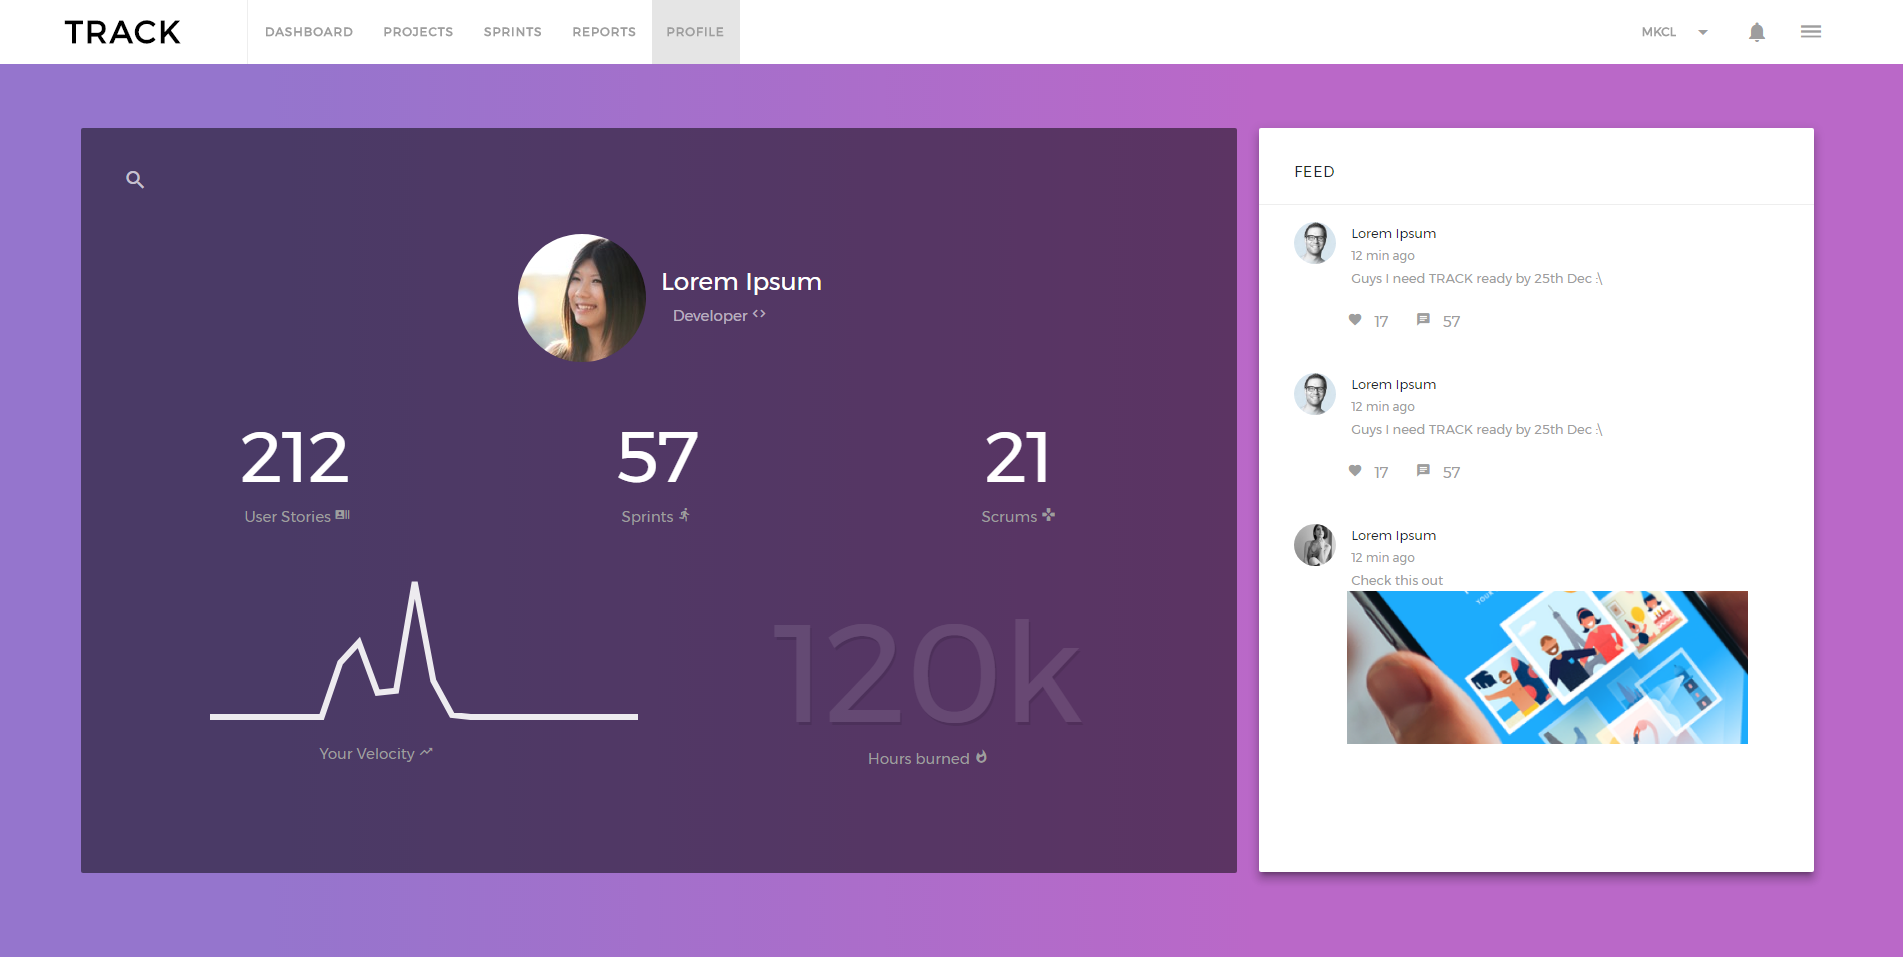 TRACK
DASHBOARD PROJECTS SPRINTS REPORTS PROFILE
MKCL
Lorem Ipsum
Developer <>
212
User Stories
57
Sprints
21
Scrums
Your Velocity
120k
Hours burned
FEED
Lorem Ipsum
12 min ago
Guys I need TRACK ready by 25th Dec :\
17 57
Lorem Ipsum
12 min ago
Guys I need TRACK ready by 25th Dec :\
17 57
Lorem Ipsum
12 min ago
Check this out
YOUR